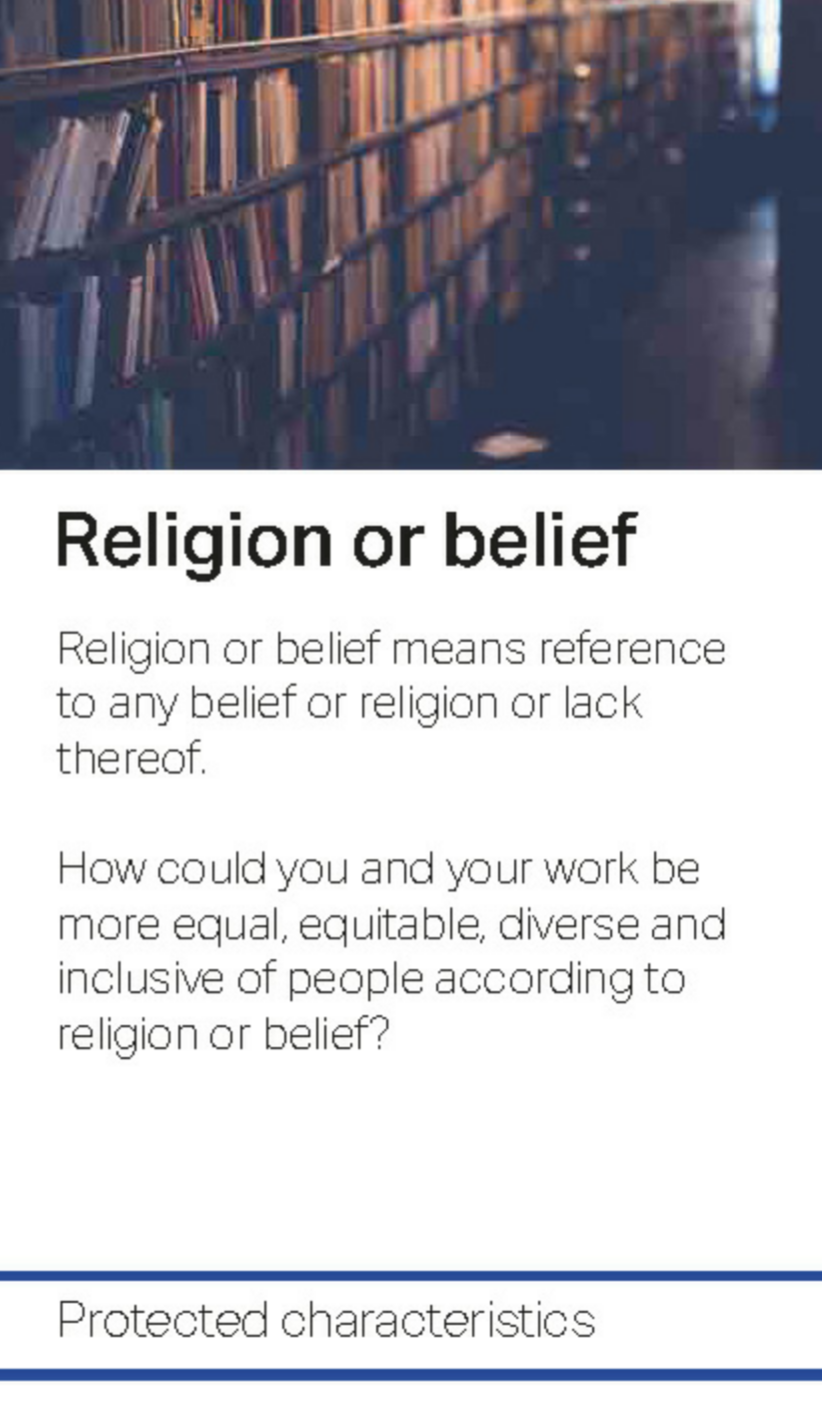 Religion or belief
Religion or belief means reference
to any belief or religion or lack
thereof.
How could you and your work be
more equal, equitable, diverse and
inclusive of people according to
religion or belief?
Protected characteristics